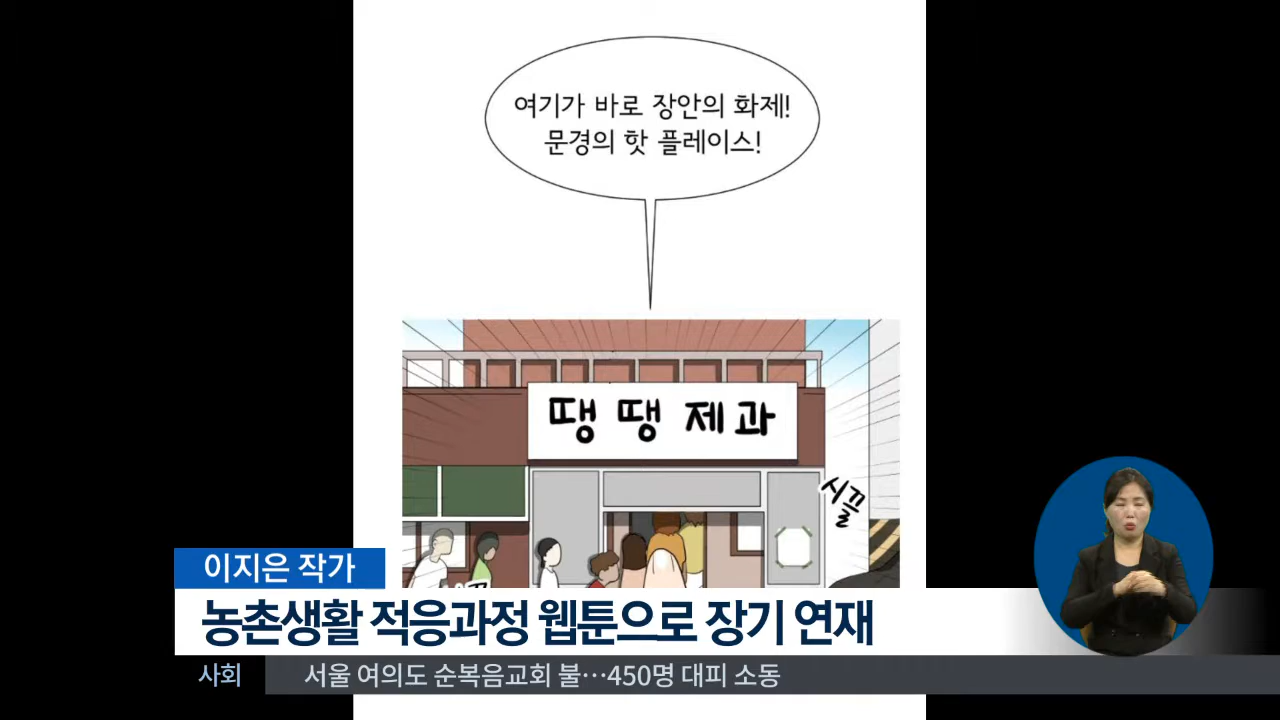 여기가 바로 장안의 화제!
문경의 핫 플레이스!
땡땡제과
시끌
이지은 작가
농촌생활 적응과정 웹툰으로 장기 연재
사회 서울 여의도 순복음교회 불…450명 대피 소동